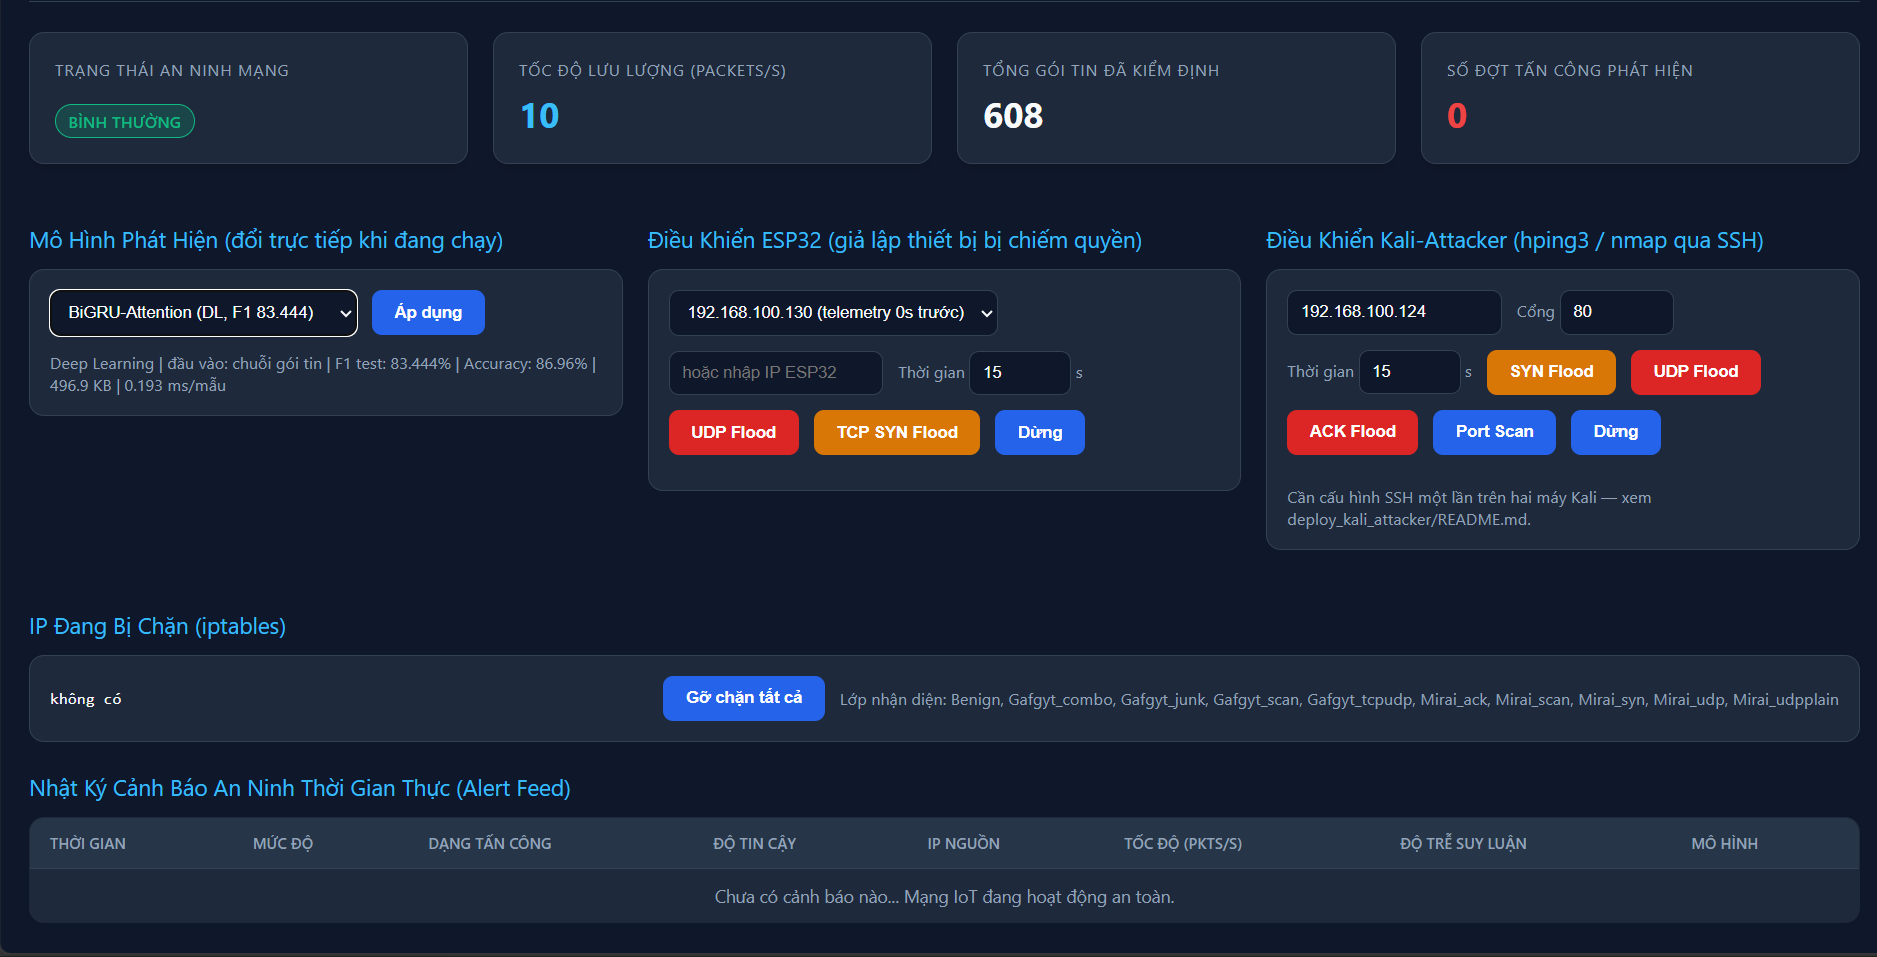 TRẠNG THÁI AN NINH MẠNG
BÌNH THƯỜNG
TỐC ĐỘ LƯU LƯỢNG (PACKETS/S)
10
TỔNG GÓI TIN ĐÃ KIỂM ĐỊNH
608
SỐ ĐỢT TẤN CÔNG PHÁT HIỆN
0
Mô Hình Phát Hiện (đổi trực tiếp khi đang chạy)
BiGRU-Attention (DL, F1 83.444)
Áp dụng
Deep Learning | đầu vào: chuỗi gói tin | F1 test: 83.444% | Accuracy: 86.96% |
496.9 KB | 0.193 ms/mẫu
Điều Khiển ESP32 (giả lập thiết bị bị chiếm quyền)
192.168.100.130 (telemetry 0s trước)
hoặc nhập IP ESP32 Thời gian 15 s
UDP Flood TCP SYN Flood Dừng
Điều Khiển Kali-Attacker (hping3 / nmap qua SSH)
192.168.100.124 Cổng 80
Thời gian 15 s SYN Flood UDP Flood
ACK Flood Port Scan Dừng
Cần cấu hình SSH một lần trên hai máy Kali — xem
deploy_kali_attacker/README.md.
IP Đang Bị Chặn (iptables)
không có
Gỡ chặn tất cả
Lớp nhận diện: Benign, Gafgyt_combo, Gafgyt_junk, Gafgyt_scan, Gafgyt_tcpudp, Mirai_ack, Mirai_scan, Mirai_syn, Mirai_udp, Mirai_udpplain
Nhật Ký Cảnh Báo An Ninh Thời Gian Thực (Alert Feed)
THỜI GIAN MỨC ĐỘ DẠNG TẤN CÔNG ĐỘ TIN CẬY IP NGUỒN TỐC ĐỘ (PKTS/S) ĐỘ TRỄ SUY LUẬN MÔ HÌNH
Chưa có cảnh báo nào... Mạng IoT đang hoạt động an toàn.